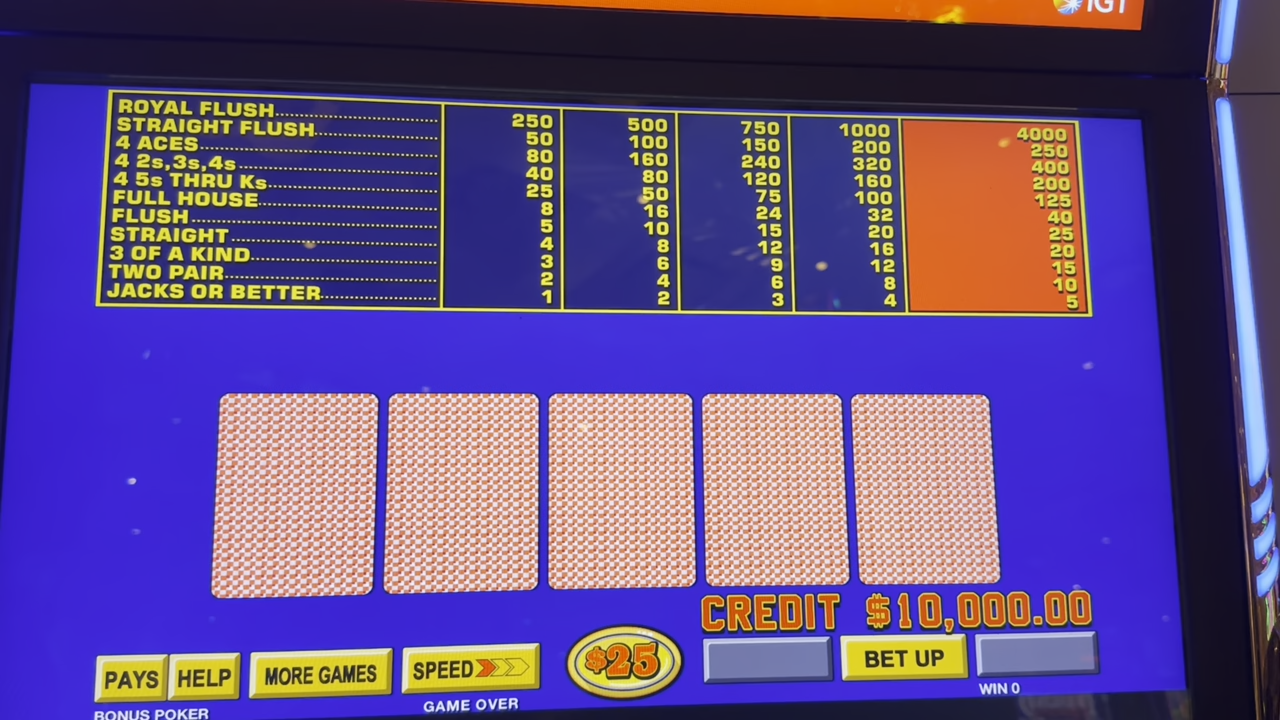 IGT
ROYAL FLUSH 250 500 750 1000 4000
STRAIGHT FLUSH 50 100 150 200 250
4 ACES 80 160 240 320 400
4 2s,3s,4s 40 80 120 160 200
4 5s THRU Ks 25 50 75 100 125
FULL HOUSE 8 16 24 32 40
FLUSH 5 10 15 20 25
STRAIGHT 4 8 12 16 20
3 OF A KIND 3 6 9 12 15
TWO PAIR 2 4 6 8 10
JACKS OR BETTER 1 2 3 4 5
CREDIT $10,000.00
PAYS HELP MORE GAMES SPEED $25 BET UP
BONUS POKER GAME OVER WIN 0